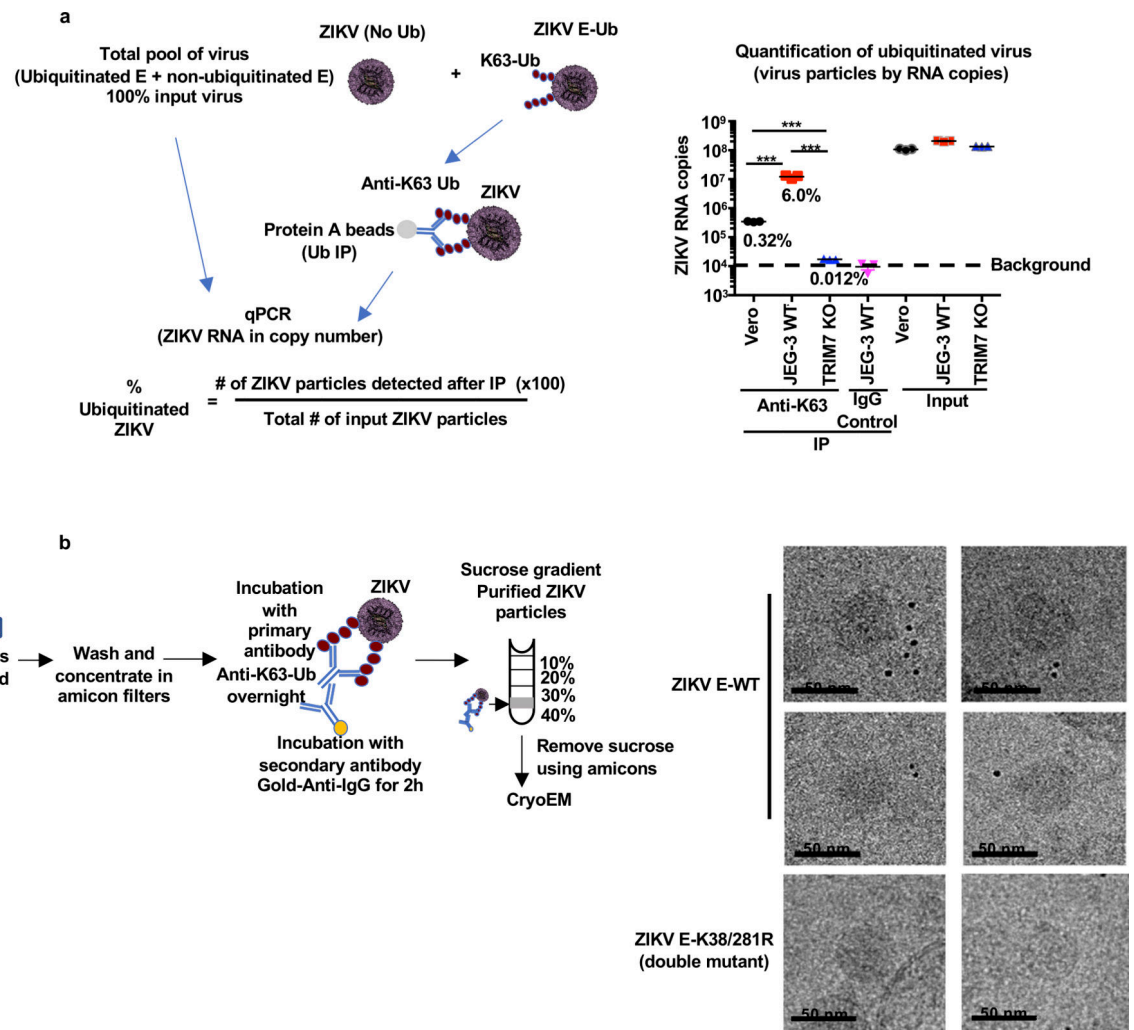 a
Total pool of virus
(Ubiquitinated E + non-ubiquitinated E)
100% input virus
ZIKV (No Ub)
+
ZIKV E-Ub
K63-Ub
Anti-K63 Ub
ZIKV
Protein A beads
(Ub IP)
qPCR
(ZIKV RNA in copy number)
%
Ubiquitinated
ZIKV
=
# of ZIKV particles detected after IP (x100)
Total # of input ZIKV particles
Quantification of ubiquitinated virus
(virus particles by RNA copies)
ZIKV RNA copies
10⁹
10⁸
10⁷
10⁶
10⁵
10⁴
10³
***
***
***
6.0%
0.32%
0.012%
Background
Vero
JEG-3 WT
TRIM7 KO
JEG-3 WT
Vero
JEG-3 WT
TRIM7 KO
Anti-K63
IgG
Control
Input
IP
b
s
d
Wash and
concentrate in
amicon filters
Incubation
with
primary
antibody
Anti-K63-Ub
overnight
ZIKV
Incubation with
secondary antibody
Gold-Anti-IgG for 2h
Sucrose gradient
Purified ZIKV
particles
10%
20%
30%
40%
Remove sucrose
using amicons
CryoEM
ZIKV E-WT
50 nm
50 nm
50 nm
50 nm
ZIKV E-K38/281R
(double mutant)
50 nm
50 nm